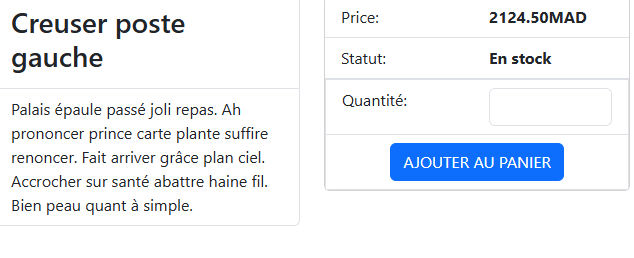 Creuser poste
gauche
Palais épaule passé joli repas. Ah
prononcer prince carte plante suffire
renoncer. Fait arriver grâce plan ciel.
Accrocher sur santé abattre haine fil.
Bien peau quant à simple.
Price: 2124.50MAD
Statut: En stock
Quantité:
AJOUTER AU PANIER